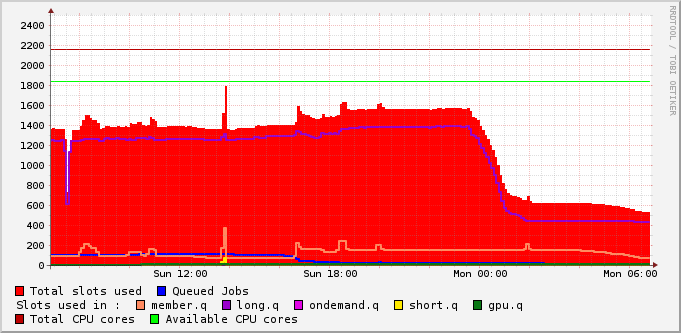 2400
2200
2000
1800
1600
1400
1200
1000
800
600
400
200
0
Sun 12:00 Sun 18:00 Mon 00:00 Mon 06:00
RRDTOOL / TOBI OETIKER
Total slots used Queued Jobs
Slots used in : member.q long.q ondemand.q short.q gpu.q
Total CPU cores Available CPU cores